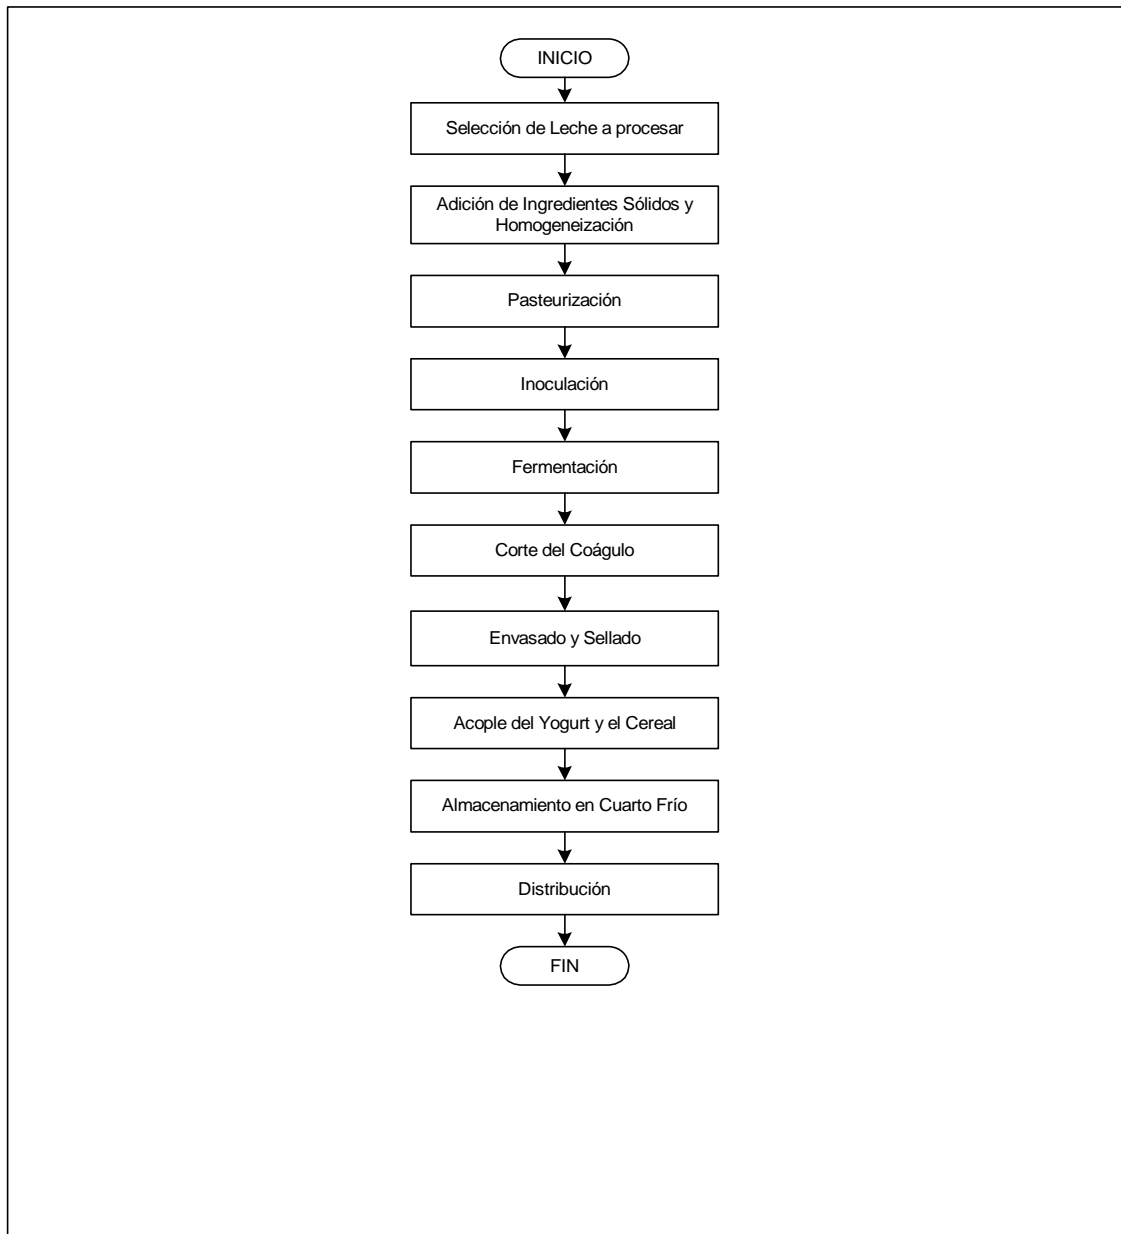 INICIO
Selección de Leche a procesar
Adición de Ingredientes Sólidos y
Homogeneización
Pasteurización
Inoculación
Fermentación
Corte del Coágulo
Envasado y Sellado
Acople del Yogurt y el Cereal
Almacenamiento en Cuarto Frío
Distribución
FIN